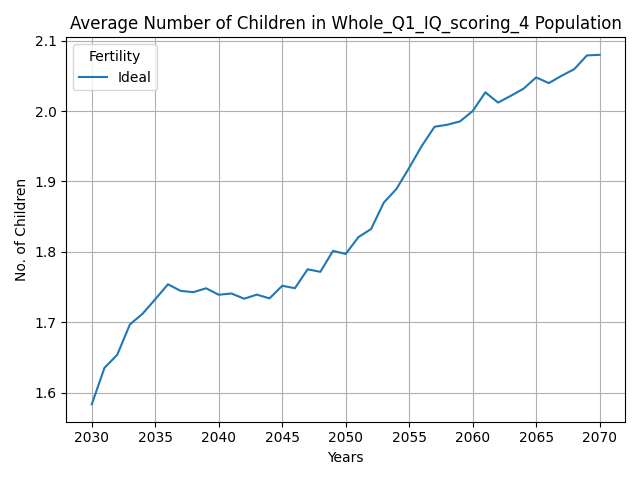 Average Number of Children in Whole_Q1_IQ_scoring_4 Population
Fertility
Ideal
No. of Children
2.1
2.0
1.9
1.8
1.7
1.6
2030 2035 2040 2045 2050 2055 2060 2065 2070
Years